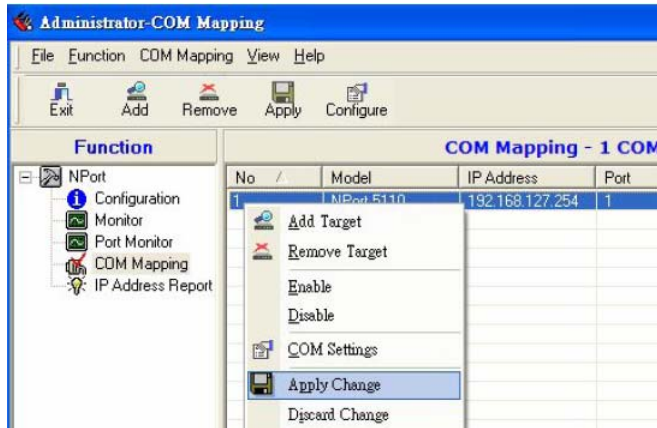 Administrator-COM Mapping
File Function COM Mapping View Help
Exit Add Remove Apply Configure
Function
COM Mapping - 1 COM
NPort
Configuration
Monitor
Port Monitor
COM Mapping
IP Address Report
No Model IP Address Port
1 NPort 5110 192.168.127.254 1
Add Target
Remove Target
Enable
Disable
COM Settings
Apply Change
Discard Change